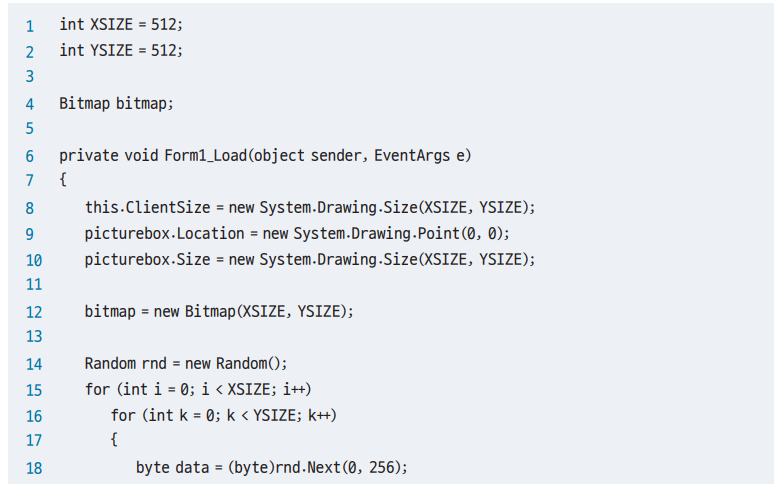 1 int XSIZE = 512;
2 int YSIZE = 512;
3
4 Bitmap bitmap;
5
6 private void Form1_Load(object sender, EventArgs e)
7 {
8 this.ClientSize = new System.Drawing.Size(XSIZE, YSIZE);
9 picturebox.Location = new System.Drawing.Point(0, 0);
10 picturebox.Size = new System.Drawing.Size(XSIZE, YSIZE);
11
12 bitmap = new Bitmap(XSIZE, YSIZE);
13
14 Random rnd = new Random();
15 for (int i = 0; i < XSIZE; i++)
16 for (int k = 0; k < YSIZE; k++)
17 {
18 byte data = (byte)rnd.Next(0, 256);